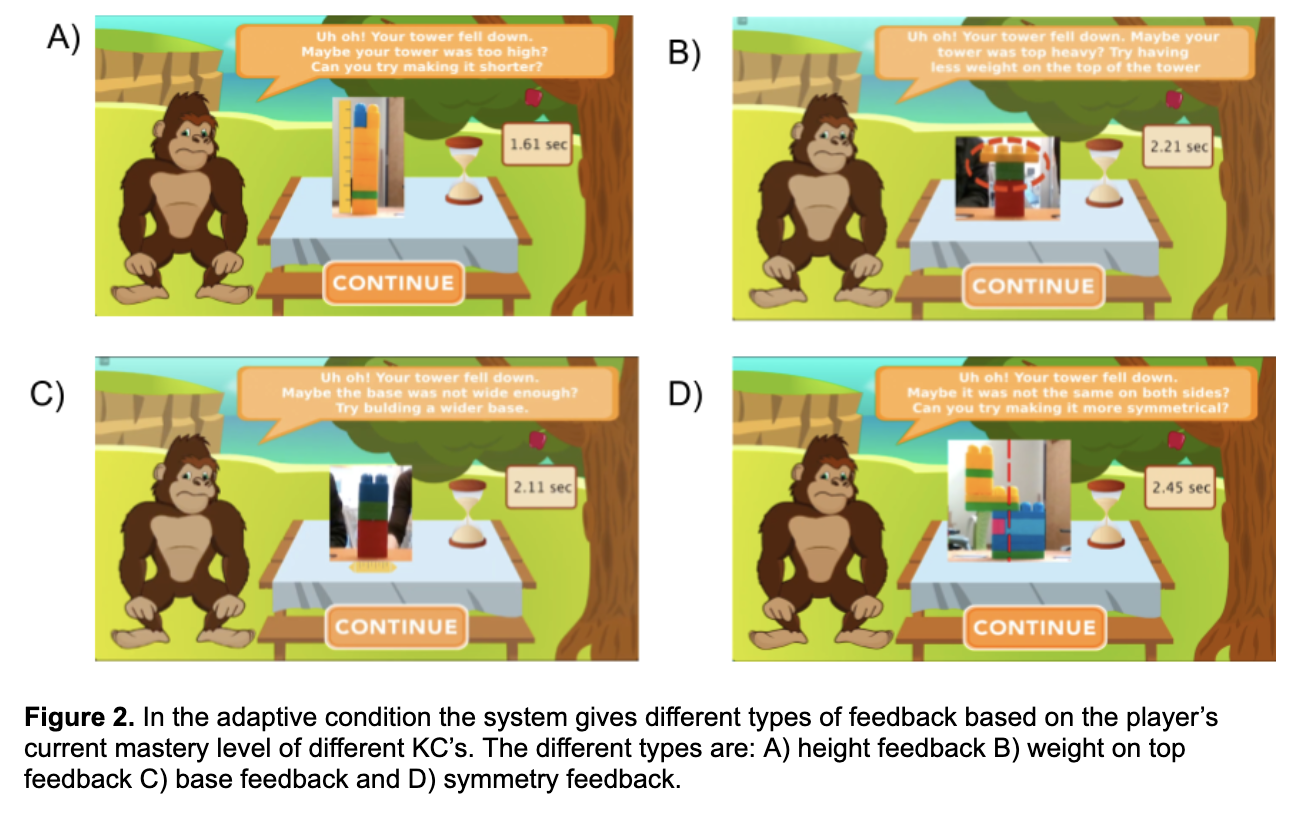 A)
Uh oh! Your tower fell down.
Maybe your tower was too high?
Can you try making it shorter?
1.61 sec
CONTINUE
B)
Uh oh! Your tower fell down. Maybe your
tower was top heavy? Try having
less weight on the top of the tower
2.21 sec
CONTINUE
C)
Uh oh! Your tower fell down.
Maybe the base was not wide enough?
Try bulding a wider base.
2.11 sec
CONTINUE
D)
Uh oh! Your tower fell down.
Maybe it was not the same on both sides?
Can you try making it more symmetrical?
2.45 sec
CONTINUE
Figure 2. In the adaptive condition the system gives different types of feedback based on the player’s
current mastery level of different KC’s. The different types are: A) height feedback B) weight on top
feedback C) base feedback and D) symmetry feedback.